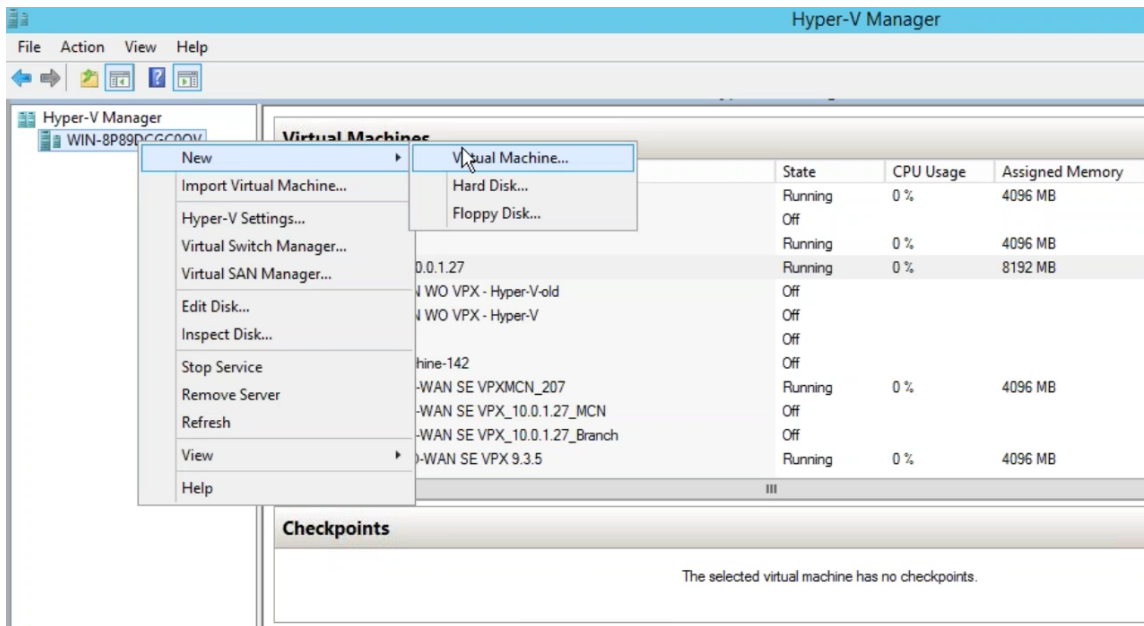 Hyper-V Manager
File Action View Help
Hyper-V Manager
WIN-8P89DCGC0QV
Virtual Machines
New
Import Virtual Machine...
Hyper-V Settings...
Virtual Switch Manager...
Virtual SAN Manager...
Edit Disk...
Inspect Disk...
Stop Service
Remove Server
Refresh
View
Help
Virtual Machine...
Hard Disk...
Floppy Disk...
State CPU Usage Assigned Memory
Running 0 % 4096 MB
Off
Running 0 % 4096 MB
0.0.1.27 Running 0 % 8192 MB
N WO VPX - Hyper-V-old Off
N WO VPX - Hyper-V Off
Off
hine-142 Off
-WAN SE VPXMCN_207 Running 0 % 4096 MB
-WAN SE VPX_10.0.1.27_MCN Off
-WAN SE VPX_10.0.1.27_Branch Off
D-WAN SE VPX 9.3.5 Running 0 % 4096 MB
Checkpoints
The selected virtual machine has no checkpoints.